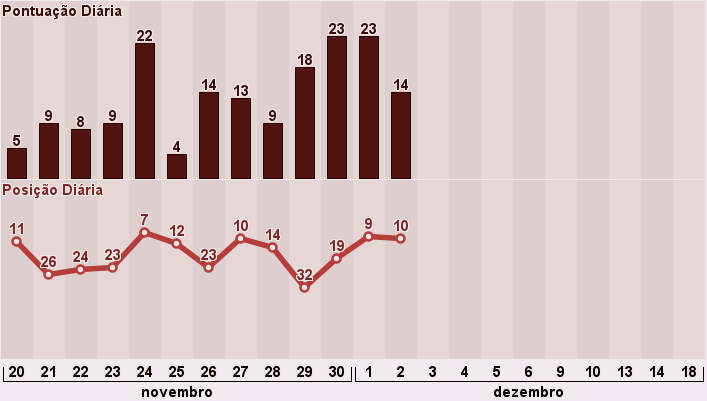 Pontuação Diária
5 9 8 9 22 4 14 13 9 18 23 23 14
Posição Diária
11 26 24 23 7 12 23 10 14 32 19 9 10
20 21 22 23 24 25 26 27 28 29 30 1 2 3 4 5 6 9 10 13 14 18
novembro dezembro